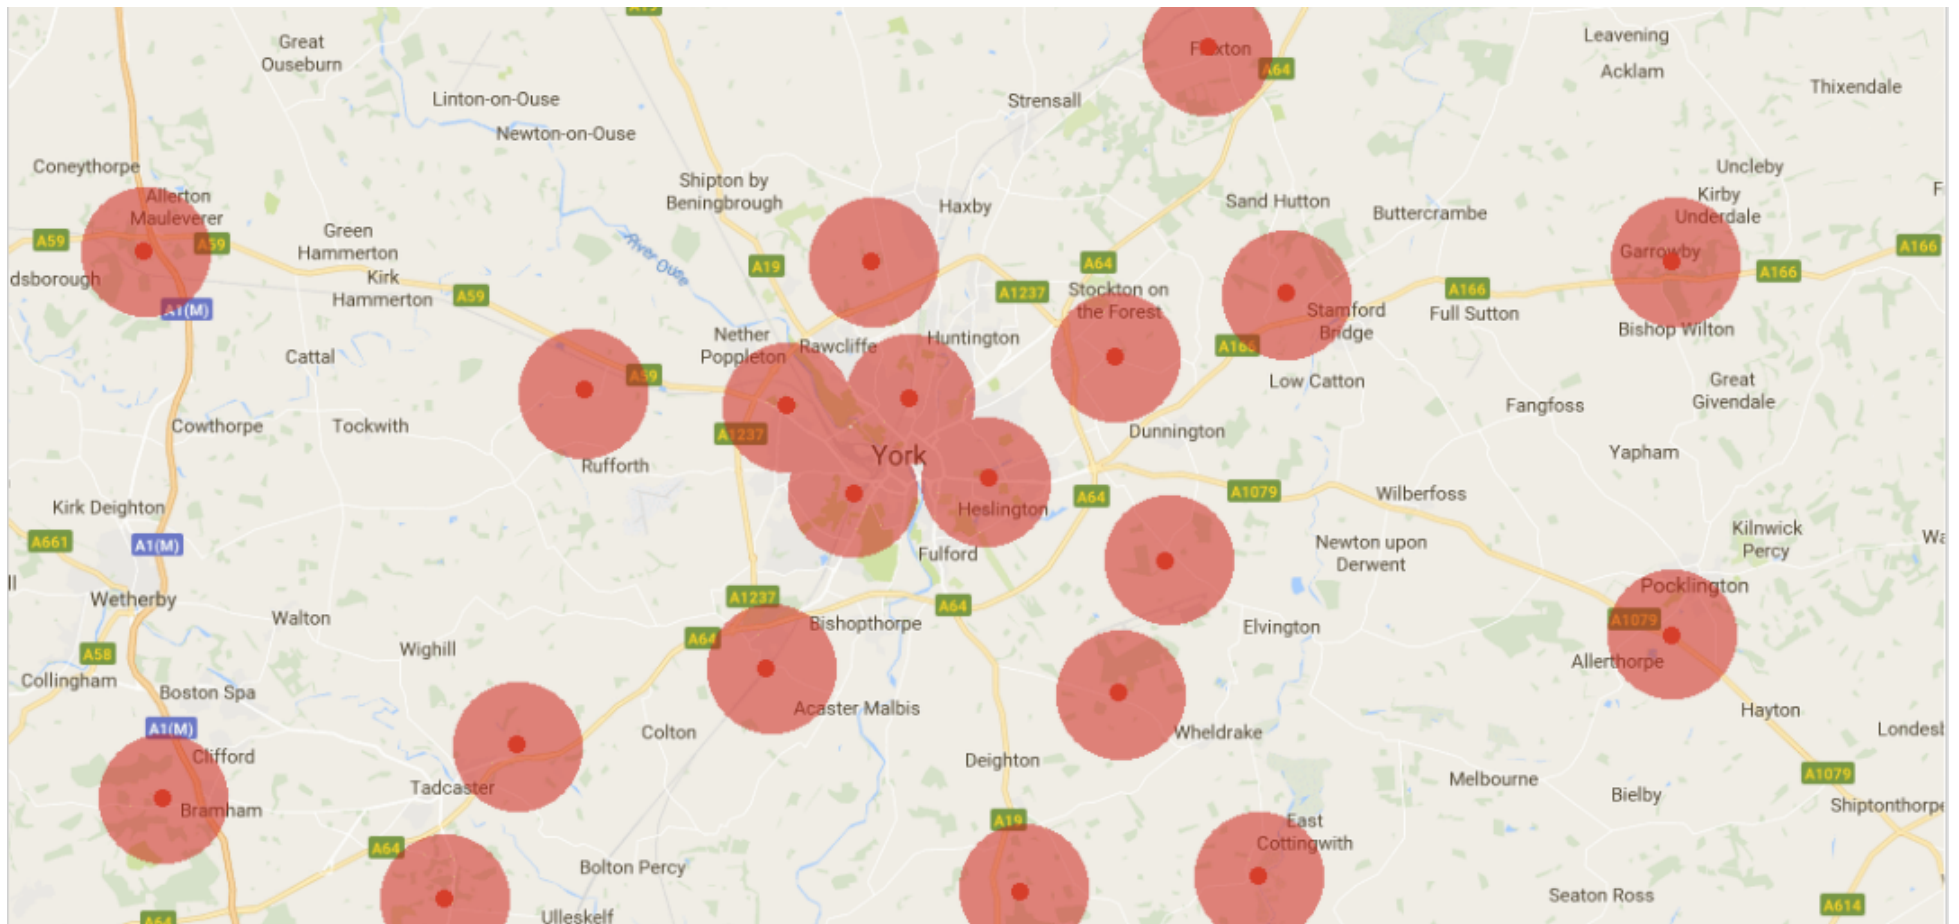 A19
Great
Ouseburn
Flaxton
Leavening
A64
Acklam
Linton-on-Ouse
Strensall
Thixendale
Newton-on-Ouse
Coneythorpe
Uncleby
Shipton by
Beningbrough
Allerton
Mauleverer
Kirby
Underdale
Sand Hutton
Haxby
Buttercrambe
Green
Hammerton
A59
A59
River Ouse
Garrowby
A166
A19
A64
A166
dsborough
Kirk
Hammerton
A59
A1237
Stockton on
the Forest
A166
A1(M)
Stamford
Bridge
Full Sutton
Bishop Wilton
Nether
Poppleton
Rawcliffe
Huntington
A166
Cattal
A59
Low Catton
Great
Givendale
Fangfoss
Cowthorpe
Tockwith
A1237
Dunnington
York
Yapham
Rufforth
A64
A1079
Wilberfoss
Kirk Deighton
Heslington
A661
A1(M)
Kilnwick
Percy
Wa
Fulford
Newton upon
Derwent
ll
Pocklington
Wetherby
A1237
A64
Walton
Bishopthorpe
A1079
Elvington
A64
Wighill
A58
Allerthorpe
Collingham
Boston Spa
Acaster Malbis
Hayton
A1(M)
Colton
Wheldrake
Londesb
Clifford
Deighton
Tadcaster
Melbourne
A1079
Bramham
Bielby
Shiptonthorpe
A19
East
Cottingwith
A64
Bolton Percy
Seaton Ross
A614
Ulleskelf
A64